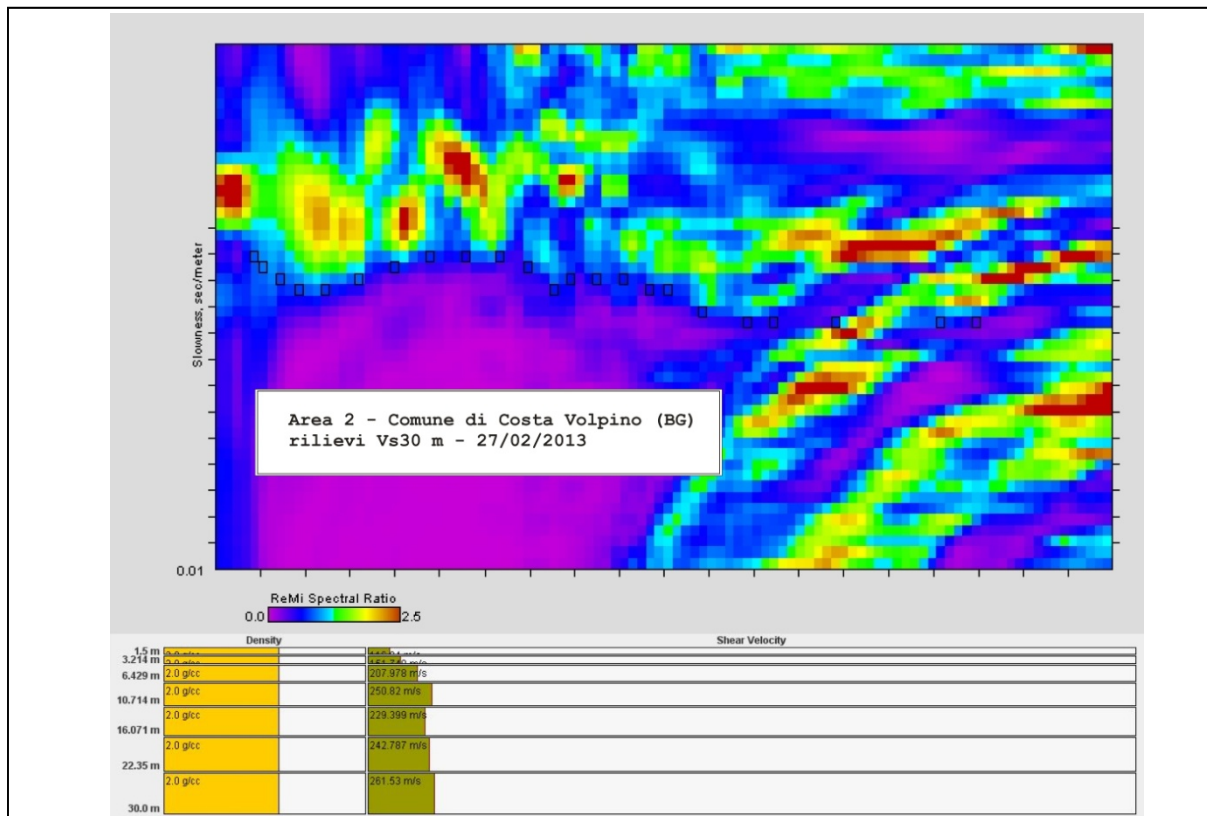 Slowness, sec/meter
Area 2 - Comune di Costa Volpino (BG)
rilievi Vs30 m - 27/02/2013
0.01
ReMi Spectral Ratio
0.0 2.5
Density Shear Velocity
1.5 m
3.214 m 2.0 g/cc
6.429 m 2.0 g/cc 207.978 m/s
10.714 m 2.0 g/cc 250.82 m/s
16.071 m 2.0 g/cc 229.399 m/s
22.35 m 2.0 g/cc 242.787 m/s
30.0 m 2.0 g/cc 261.53 m/s